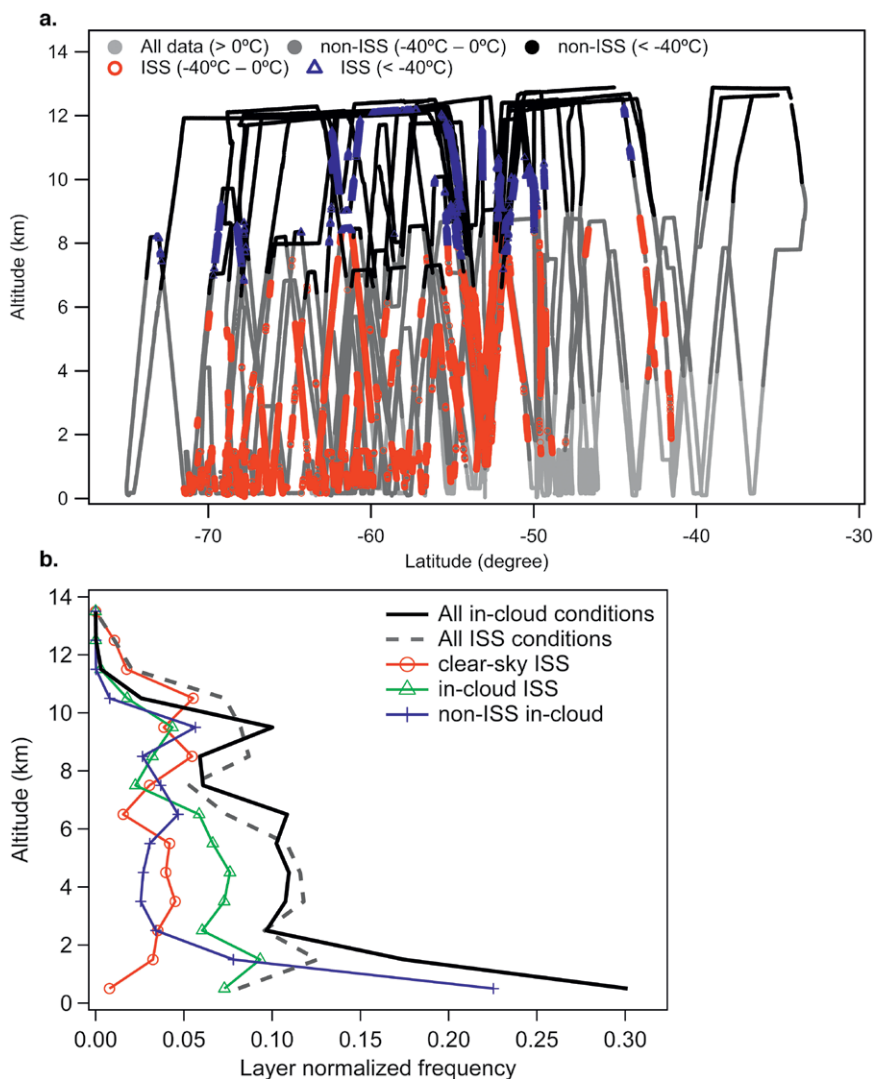 a.
All data (> 0ºC) non-ISS (-40ºC – 0ºC) non-ISS (< -40ºC)
ISS (-40ºC – 0ºC) ISS (< -40ºC)
14
12
10
8
6
4
2
0
Altitude (km)
-70 -60 -50 -40 -30
Latitude (degree)
b.
All in-cloud conditions
All ISS conditions
clear-sky ISS
in-cloud ISS
non-ISS in-cloud
14
12
10
8
6
4
2
0
Altitude (km)
0.00 0.05 0.10 0.15 0.20 0.25 0.30
Layer normalized frequency